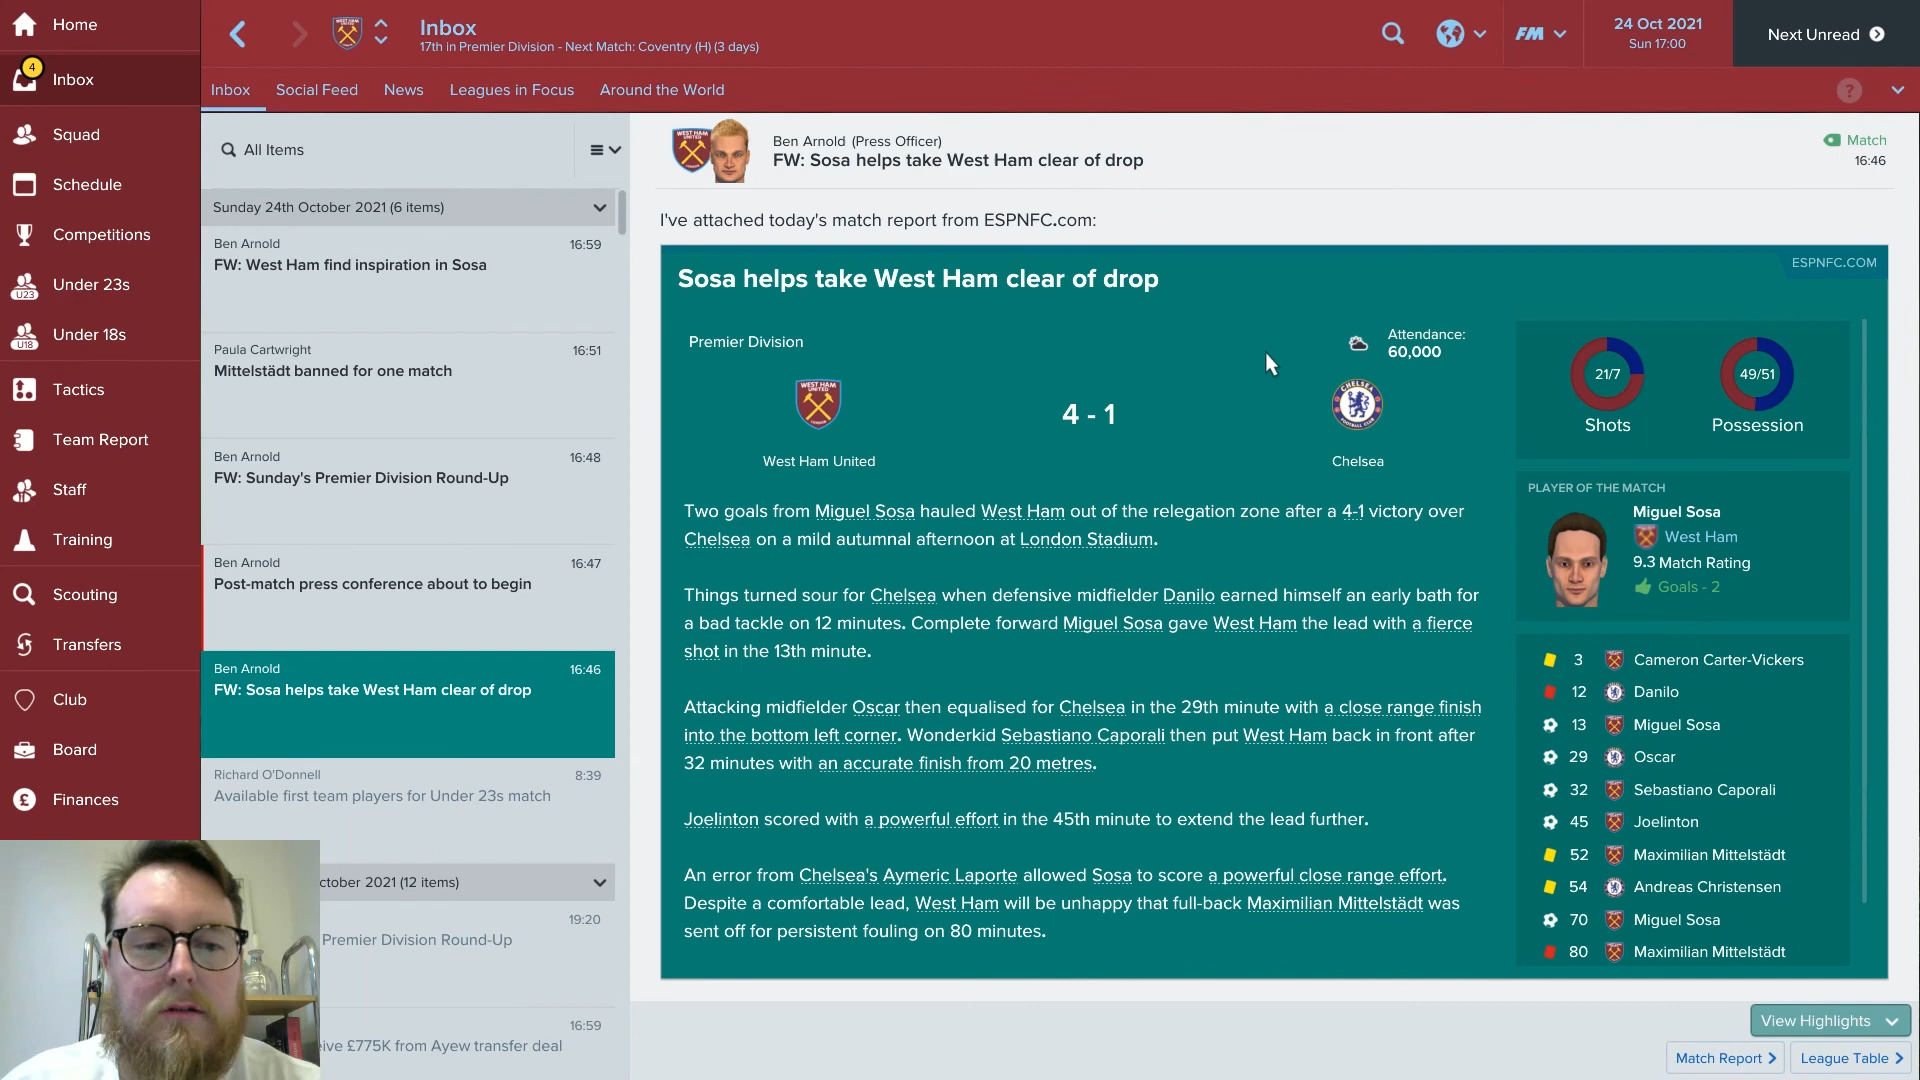 Home
4
Inbox
Squad
Schedule
Competitions
U23
Under 23s
U18
Under 18s
Tactics
Team Report
Staff
Training
Scouting
Transfers
Club
Board
Finances
Inbox
17th in Premier Division - Next Match: Coventry (H) (3 days)
FM
24 Oct 2021
Sun 17:00
Next Unread
Inbox
Social Feed
News
Leagues in Focus
Around the World
?
All Items
Sunday 24th October 2021 (6 items)
Ben Arnold
16:59
FW: West Ham find inspiration in Sosa
Paula Cartwright
16:51
Mittelstädt banned for one match
Ben Arnold
16:48
FW: Sunday's Premier Division Round-Up
Ben Arnold
16:47
Post-match press conference about to begin
Ben Arnold
16:46
FW: Sosa helps take West Ham clear of drop
Richard O'Donnell
8:39
Available first team players for Under 23s match
ctober 2021 (12 items)
19:20
Premier Division Round-Up
16:59
ive £775K from Ayew transfer deal
WEST HAM
UNITED
Ben Arnold (Press Officer)
FW: Sosa helps take West Ham clear of drop
Match
16:46
I've attached today's match report from ESPNFC.com:
Sosa helps take West Ham clear of drop
ESPNFC.COM
Premier Division
Attendance:
60,000
WEST HAM
UNITED
LONDON
4 - 1
CHELSEA
FOOTBALL CLUB
West Ham United
Chelsea
Two goals from Miguel Sosa hauled West Ham out of the relegation zone after a 4-1 victory over
Chelsea on a mild autumnal afternoon at London Stadium.
Things turned sour for Chelsea when defensive midfielder Danilo earned himself an early bath for
a bad tackle on 12 minutes. Complete forward Miguel Sosa gave West Ham the lead with a fierce
shot in the 13th minute.
Attacking midfielder Oscar then equalised for Chelsea in the 29th minute with a close range finish
into the bottom left corner. Wonderkid Sebastiano Caporali then put West Ham back in front after
32 minutes with an accurate finish from 20 metres.
Joelinton scored with a powerful effort in the 45th minute to extend the lead further.
An error from Chelsea's Aymeric Laporte allowed Sosa to score a powerful close range effort.
Despite a comfortable lead, West Ham will be unhappy that full-back Maximilian Mittelstädt was
sent off for persistent fouling on 80 minutes.
21/7
49/51
Shots
Possession
PLAYER OF THE MATCH
Miguel Sosa
West Ham
9.3 Match Rating
Goals - 2
3 Cameron Carter-Vickers
12 Danilo
13 Miguel Sosa
29 Oscar
32 Sebastiano Caporali
45 Joelinton
52 Maximilian Mittelstädt
54 Andreas Christensen
70 Miguel Sosa
80 Maximilian Mittelstädt
View Highlights
Match Report
League Table